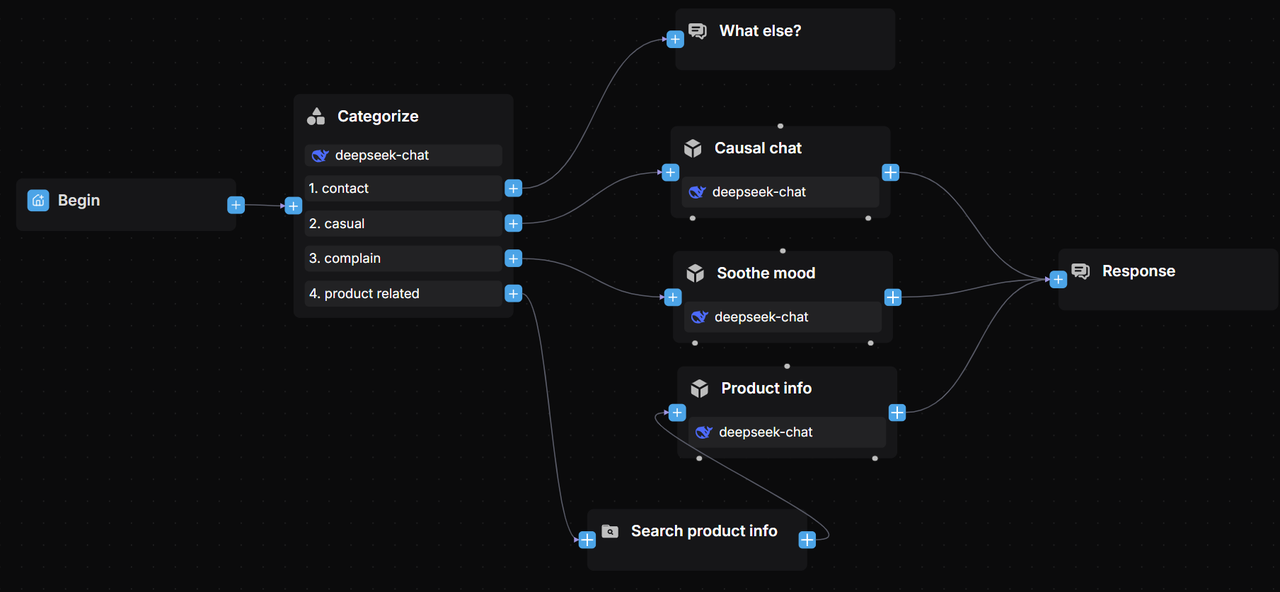 Begin
Categorize
deepseek-chat
1. contact
2. casual
3. complain
4. product related
What else?
Causal chat
deepseek-chat
Soothe mood
deepseek-chat
Product info
deepseek-chat
Search product info
Response